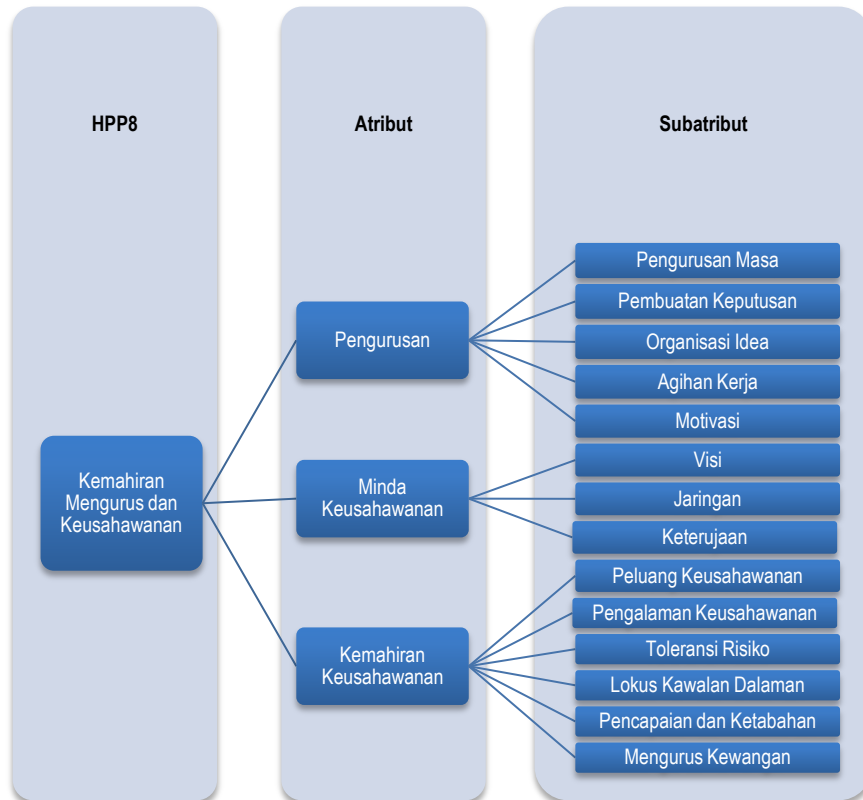 HPP8
Atribut
Subatribut
Kemahiran
Mengurus dan
Keusahawanan
Pengurusan
Minda
Keusahawanan
Kemahiran
Keusahawanan
Pengurusan Masa
Pembuatan Keputusan
Organisasi Idea
Agihan Kerja
Motivasi
Visi
Jaringan
Keterujaan
Peluang Keusahawanan
Pengalaman Keusahawanan
Toleransi Risiko
Lokus Kawalan Dalaman
Pencapaian dan Ketabahan
Mengurus Kewangan